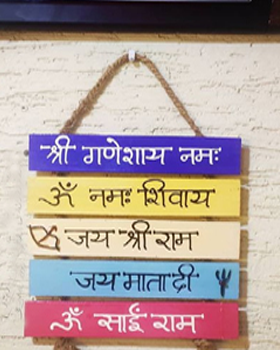 श्री गणेशाय नमः
ॐ नमः शिवाय
जय श्री राम
जय माता दी
ॐ साईं राम